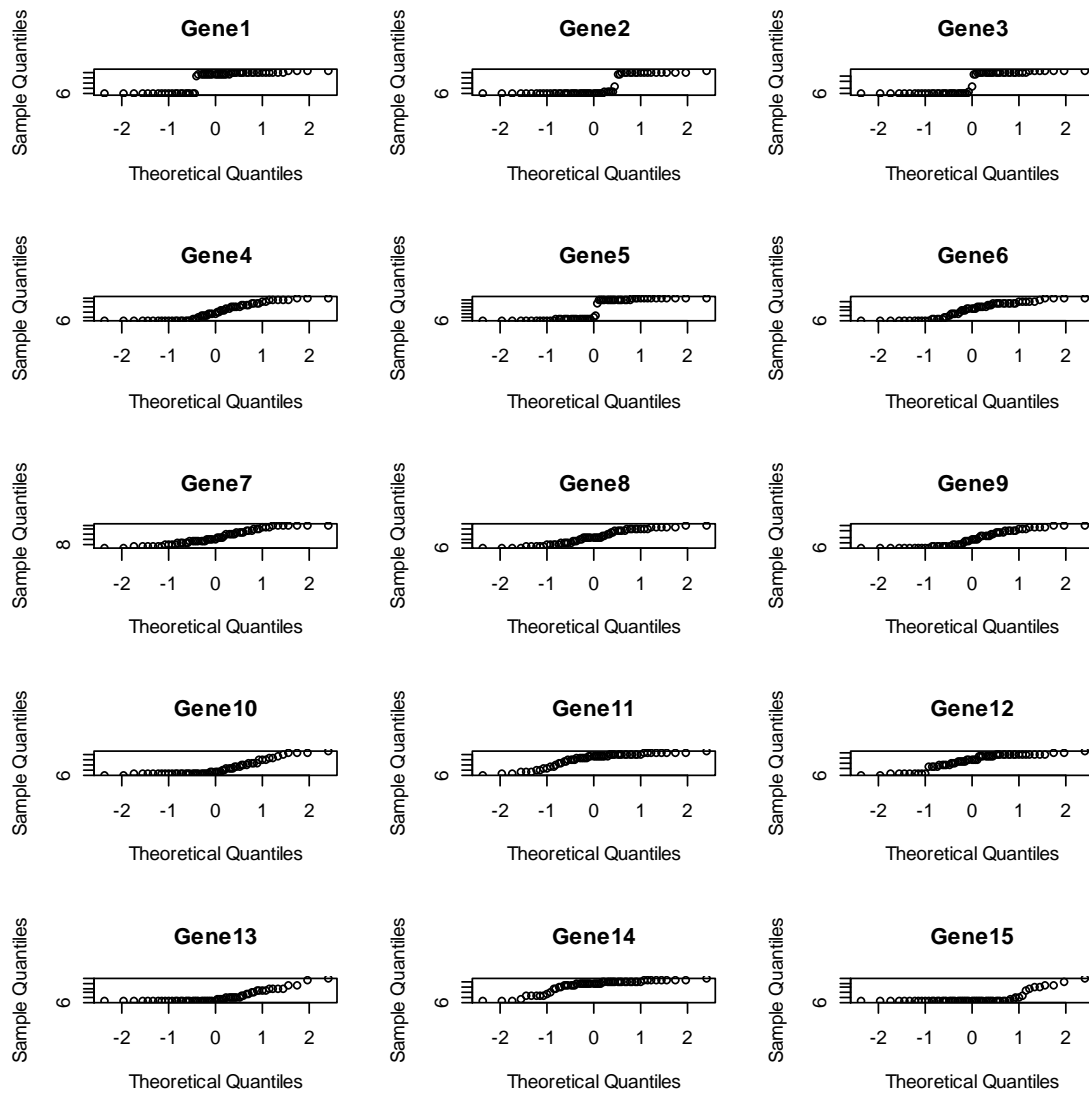 Gene1 Gene2 Gene3
Sample Quantiles Sample Quantiles Sample Quantiles
6 6 6
-2 -1 0 1 2 -2 -1 0 1 2 -2 -1 0 1 2
Theoretical Quantiles Theoretical Quantiles Theoretical Quantiles
Gene4 Gene5 Gene6
Sample Quantiles Sample Quantiles Sample Quantiles
6 6 6
-2 -1 0 1 2 -2 -1 0 1 2 -2 -1 0 1 2
Theoretical Quantiles Theoretical Quantiles Theoretical Quantiles
Gene7 Gene8 Gene9
Sample Quantiles Sample Quantiles Sample Quantiles
8 6 6
-2 -1 0 1 2 -2 -1 0 1 2 -2 -1 0 1 2
Theoretical Quantiles Theoretical Quantiles Theoretical Quantiles
Gene10 Gene11 Gene12
Sample Quantiles Sample Quantiles Sample Quantiles
6 6 6
-2 -1 0 1 2 -2 -1 0 1 2 -2 -1 0 1 2
Theoretical Quantiles Theoretical Quantiles Theoretical Quantiles
Gene13 Gene14 Gene15
Sample Quantiles Sample Quantiles Sample Quantiles
6 6 6
-2 -1 0 1 2 -2 -1 0 1 2 -2 -1 0 1 2
Theoretical Quantiles Theoretical Quantiles Theoretical Quantiles